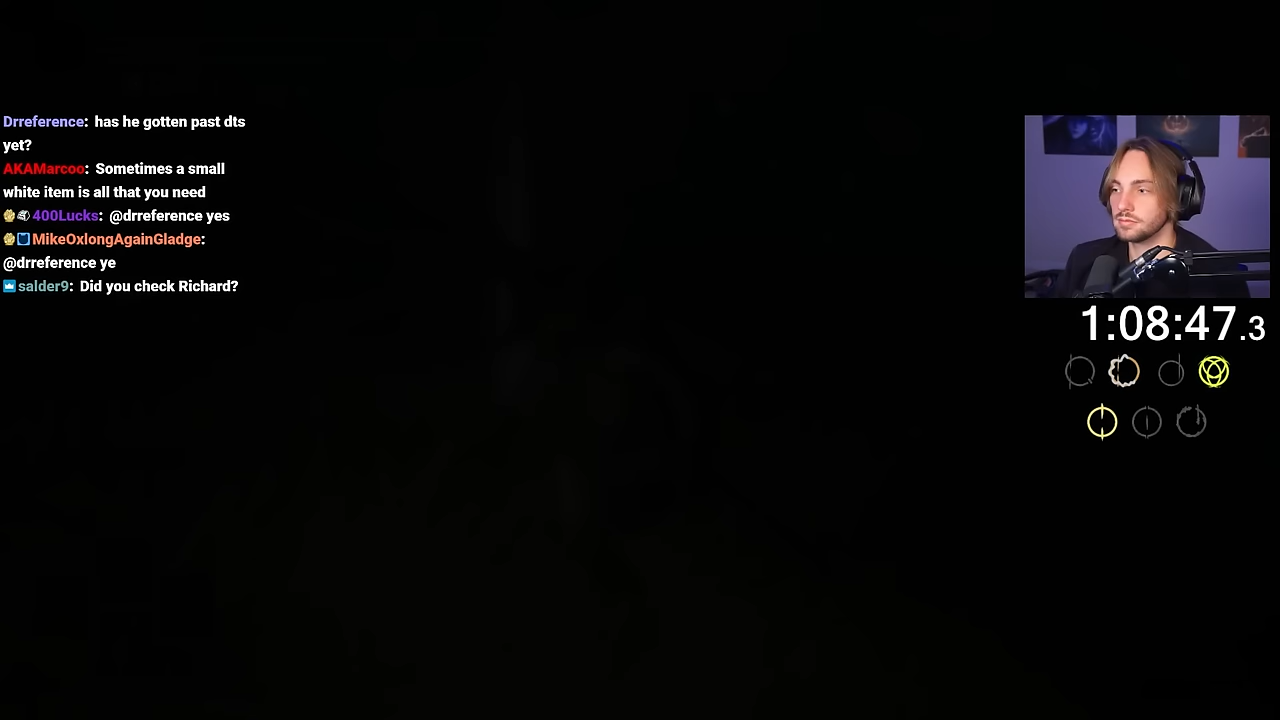 Drreference: has he gotten past dts
yet?
AKAMarcoo: Sometimes a small
white item is all that you need
400Lucks: @drreference yes
MikeOxlongAgainGladge:
@drreference ye
salder9: Did you check Richard?
1:08:47.3